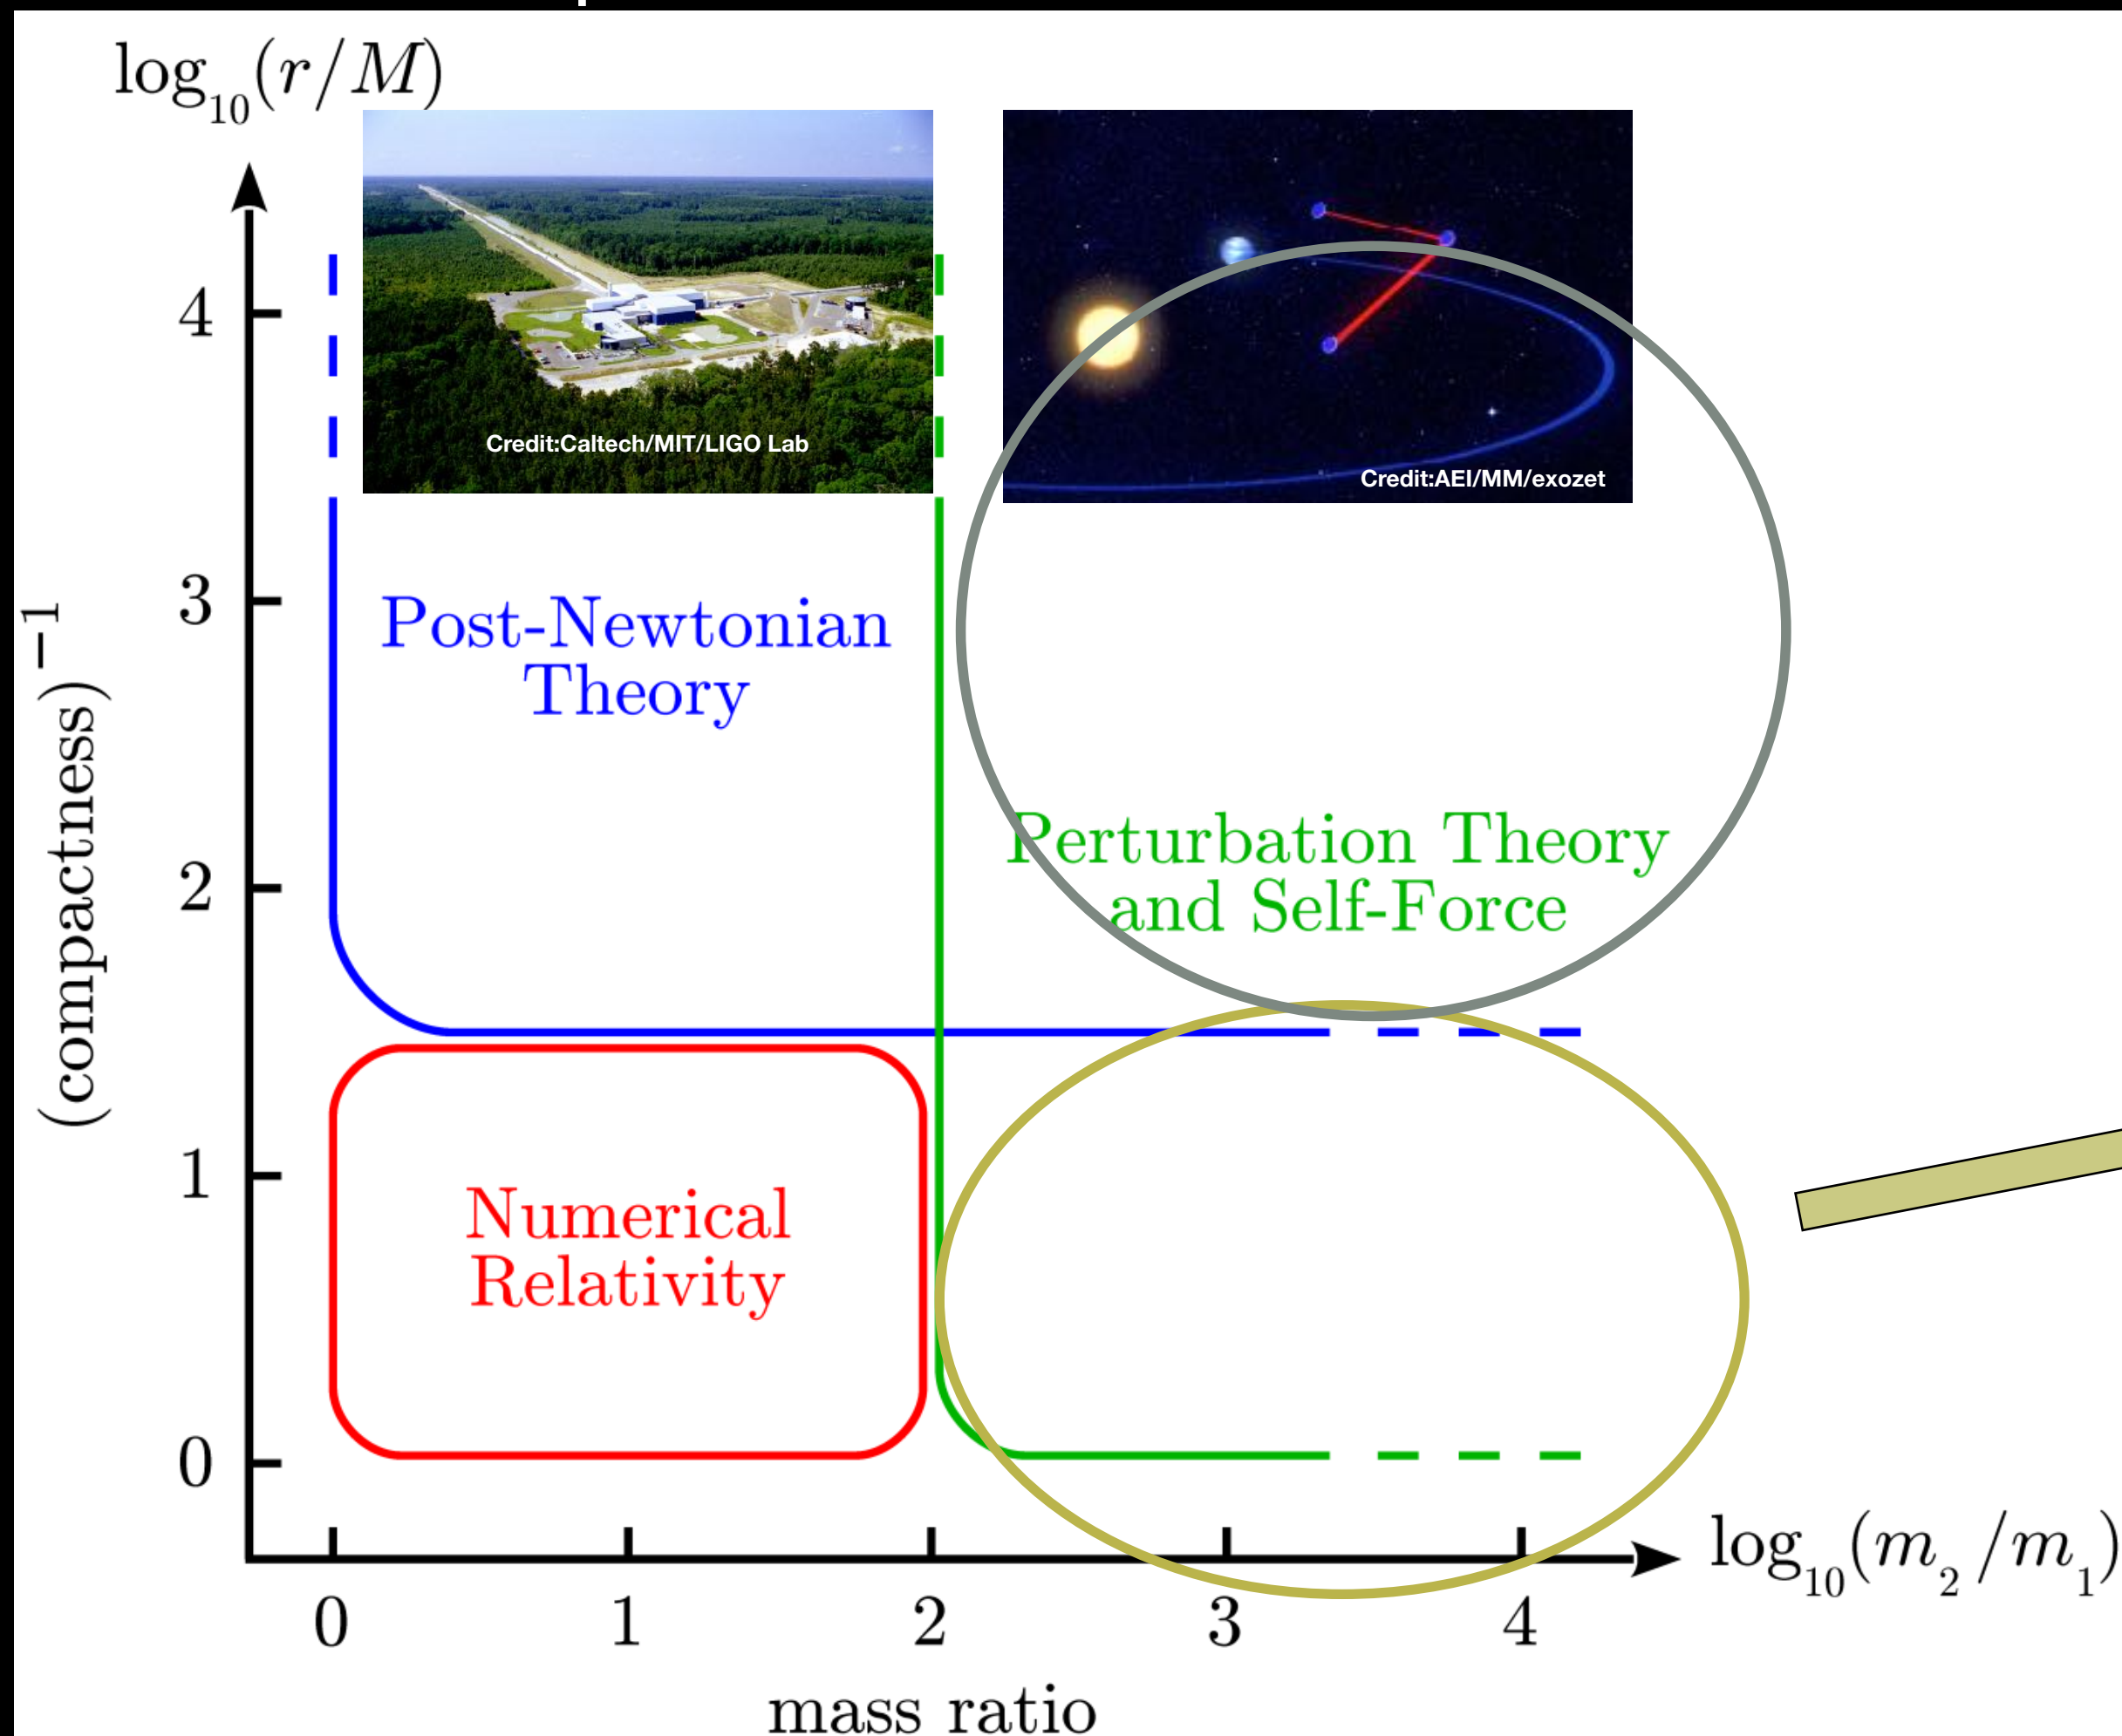 log₁₀(r/M)
Credit:Caltech/MIT/LIGO Lab
Credit:AEI/MM/exozet
4
3
2
1
0
(compactness)⁻¹
Post-Newtonian
Theory
Perturbation Theory
and Self-Force
Numerical
Relativity
log₁₀(m₂/m₁)
0 1 2 3 4
mass ratio